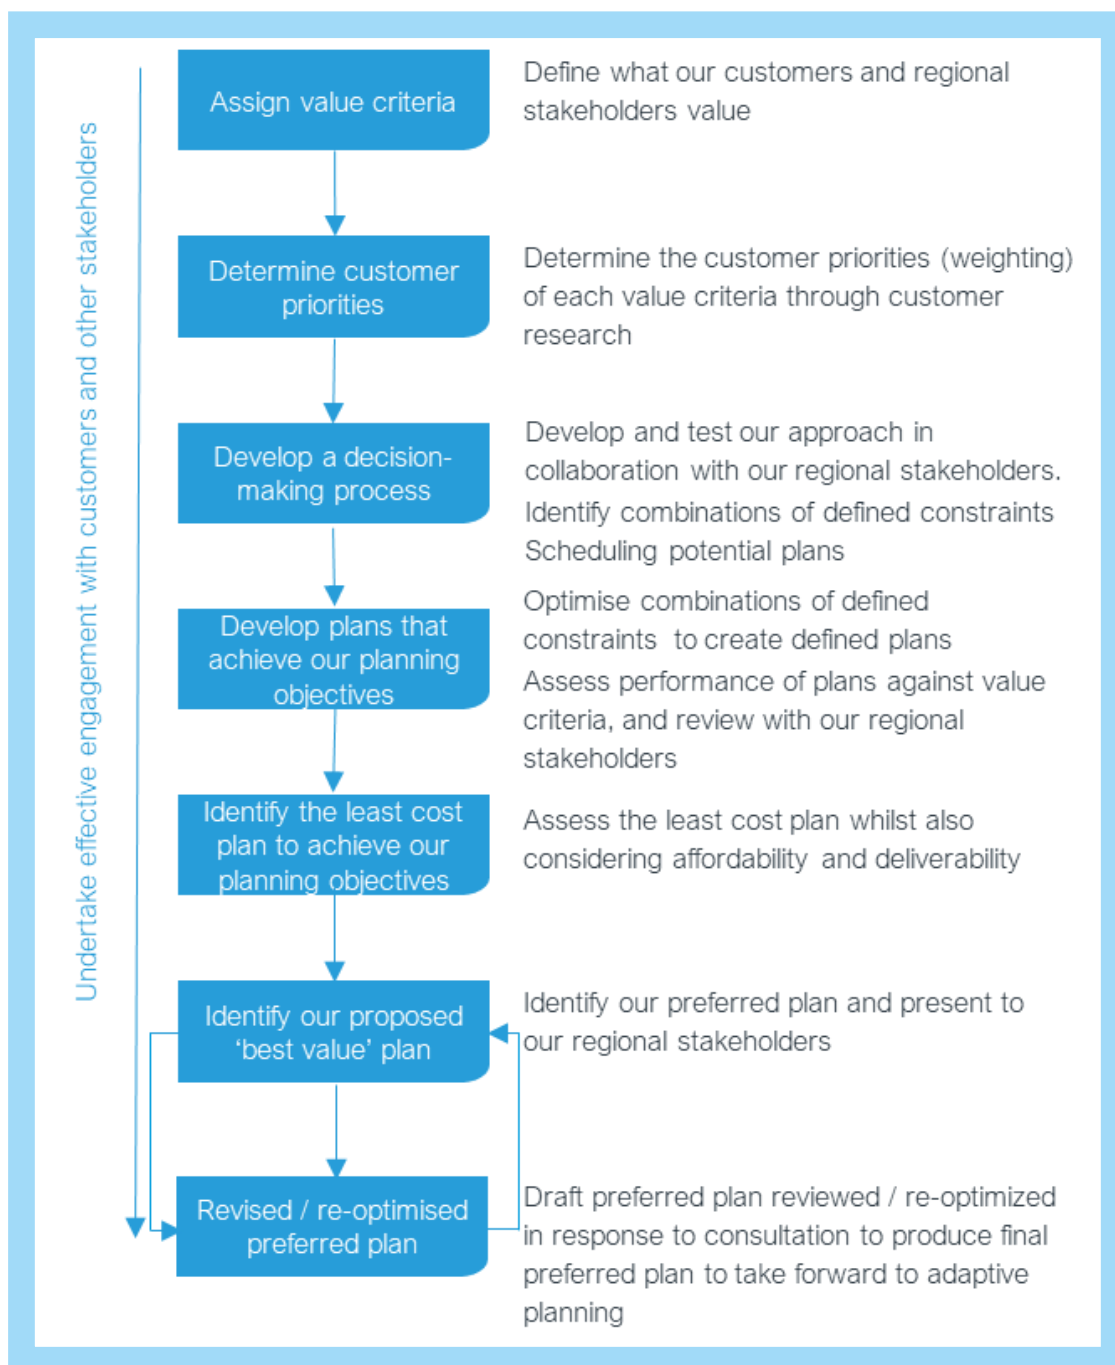 Undertake effective engagement with customers and other stakeholders
Assign value criteria
Define what our customers and regional
stakeholders value
Determine customer
priorities
Determine the customer priorities (weighting)
of each value criteria through customer
research
Develop a decision-
making process
Develop and test our approach in
collaboration with our regional stakeholders.
Identify combinations of defined constraints
Scheduling potential plans
Develop plans that
achieve our planning
objectives
Optimise combinations of defined
constraints to create defined plans
Assess performance of plans against value
criteria, and review with our regional
stakeholders
Identify the least cost
plan to achieve our
planning objectives
Assess the least cost plan whilst also
considering affordability and deliverability
Identify our proposed
‘best value’ plan
Identify our preferred plan and present to
our regional stakeholders
Revised / re-optimised
preferred plan
Draft preferred plan reviewed / re-optimized
in response to consultation to produce final
preferred plan to take forward to adaptive
planning